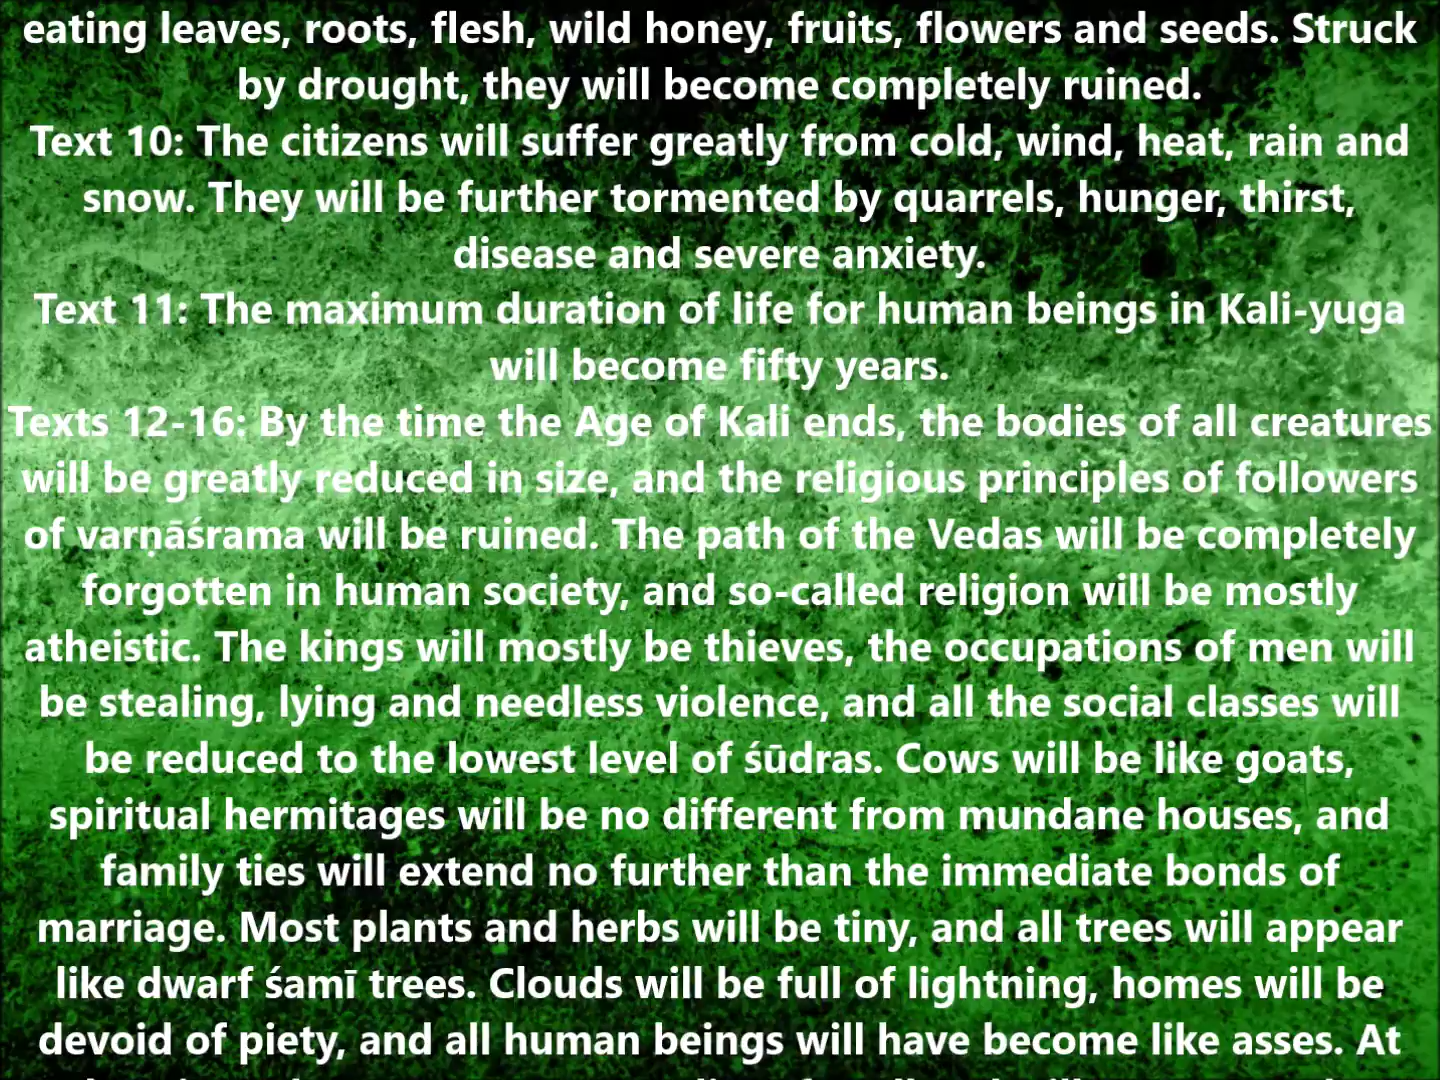 eating leaves, roots, flesh, wild honey, fruits, flowers and seeds. Struck
by drought, they will become completely ruined.
Text 10: The citizens will suffer greatly from cold, wind, heat, rain and
snow. They will be further tormented by quarrels, hunger, thirst,
disease and severe anxiety.
Text 11: The maximum duration of life for human beings in Kali-yuga
will become fifty years.
Texts 12-16: By the time the Age of Kali ends, the bodies of all creatures
will be greatly reduced in size, and the religious principles of followers
of varṇāśrama will be ruined. The path of the Vedas will be completely
forgotten in human society, and so-called religion will be mostly
atheistic. The kings will mostly be thieves, the occupations of men will
be stealing, lying and needless violence, and all the social classes will
be reduced to the lowest level of śūdras. Cows will be like goats,
spiritual hermitages will be no different from mundane houses, and
family ties will extend no further than the immediate bonds of
marriage. Most plants and herbs will be tiny, and all trees will appear
like dwarf śamī trees. Clouds will be full of lightning, homes will be
devoid of piety, and all human beings will have become like asses. At